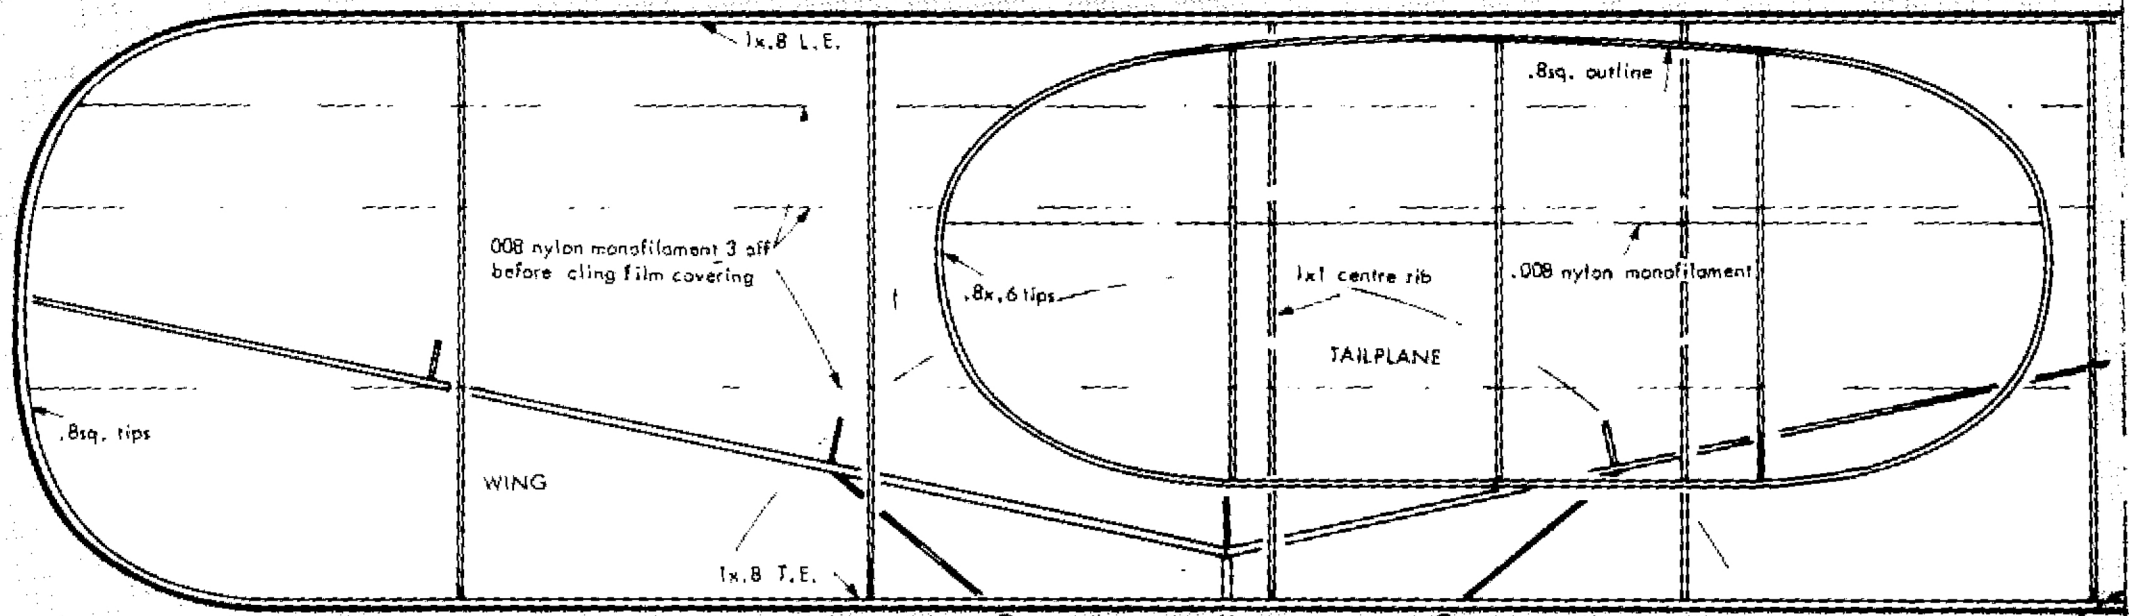 1x.8 L.E.
.8sq. outline
008 nylon monofilament 3 off
before cling film covering
.8x.6 tips
1x1 centre rib
.008 nylon monofilament
TAILPLANE
.8sq. tips
WING
1x.8 T.E.